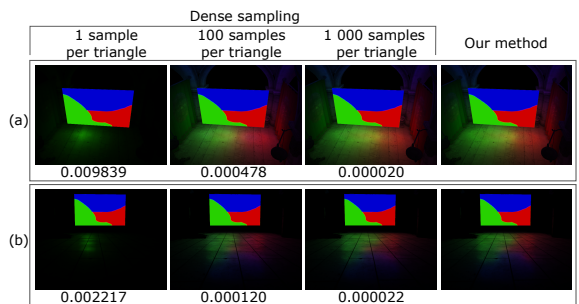 Dense sampling
1 sample
per triangle
100 samples
per triangle
1 000 samples
per triangle
Our method
(a)
0.009839
0.000478
0.000020
(b)
0.002217
0.000120
0.000022